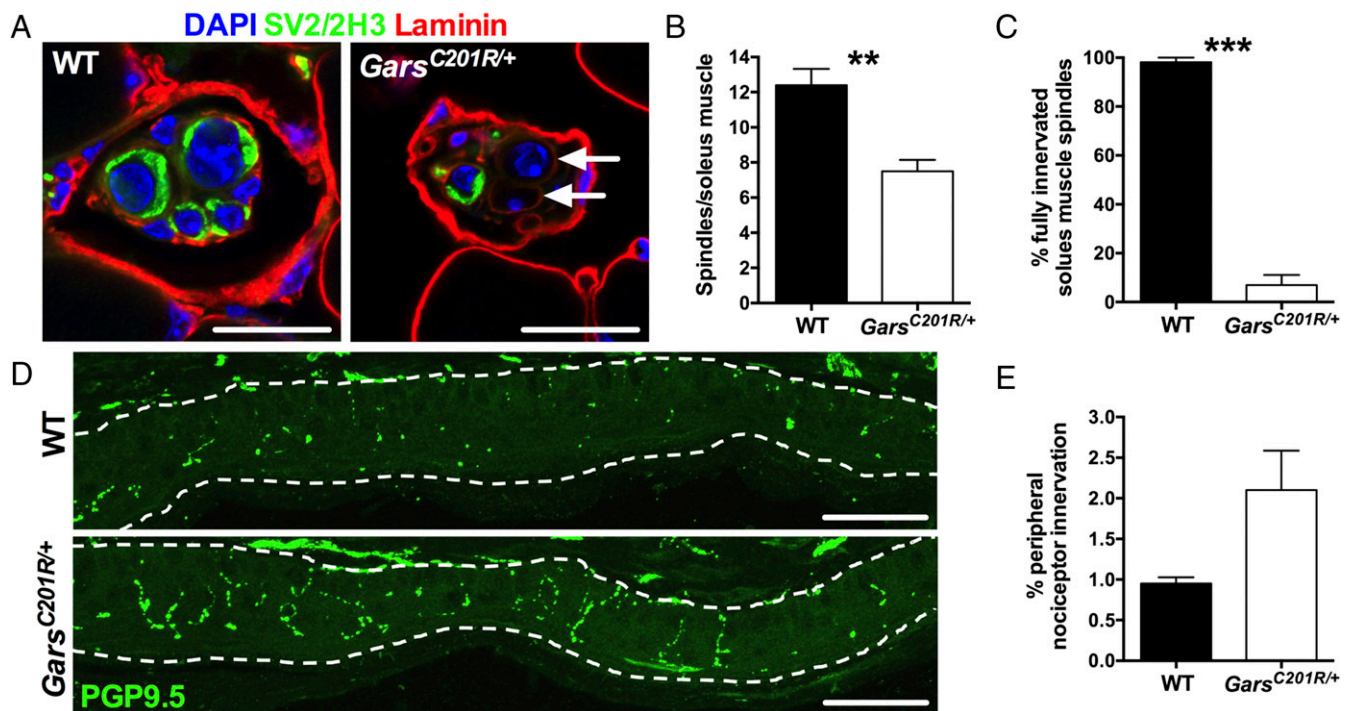 A
DAPI SV2/2H3 Laminin
WT
Gars^C201R/+
B
Spindles/soleus muscle
14
12
10
8
6
4
2
0
**
WT
Gars^C201R/+
C
% fully innervated
solues muscle spindles
100
80
60
40
20
0
***
WT
Gars^C201R/+
D
WT
Gars^C201R/+
PGP9.5
E
% peripheral
nociceptor innervation
3.0
2.5
2.0
1.5
1.0
0.5
0.0
WT
Gars^C201R/+